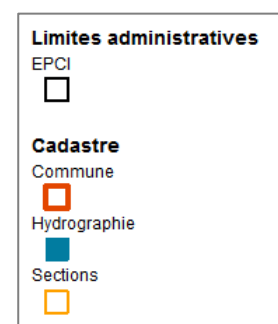 Limites administratives
EPCI
Cadastre
Commune
Hydrographie
Sections